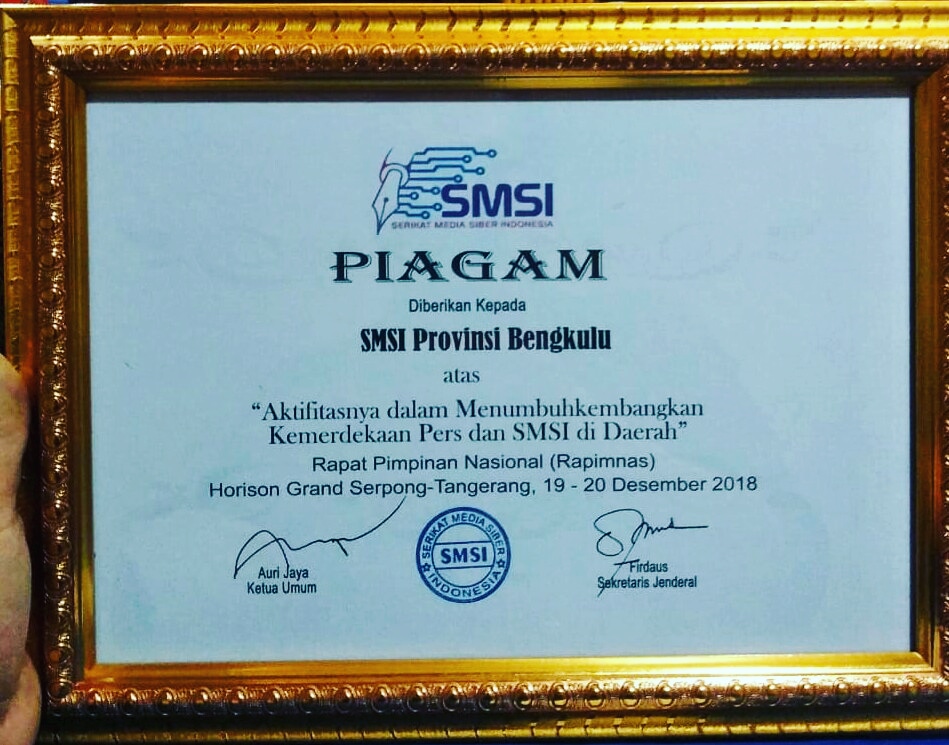 SMSI
SERIKAT MEDIA SIBER INDONESIA
PIAGAM
Diberikan Kepada
SMSI Provinsi Bengkulu
atas
“Aktifitasnya dalam Menumbuhkembangkan
Kemerdekaan Pers dan SMSI di Daerah”
Rapat Pimpinan Nasional (Rapimnas)
Horison Grand Serpong-Tangerang, 19 - 20 Desember 2018
Auri Jaya
Ketua Umum
SERIKAT MEDIA SIBER
SMSI
INDONESIA
Firdaus
Sekretaris Jenderal